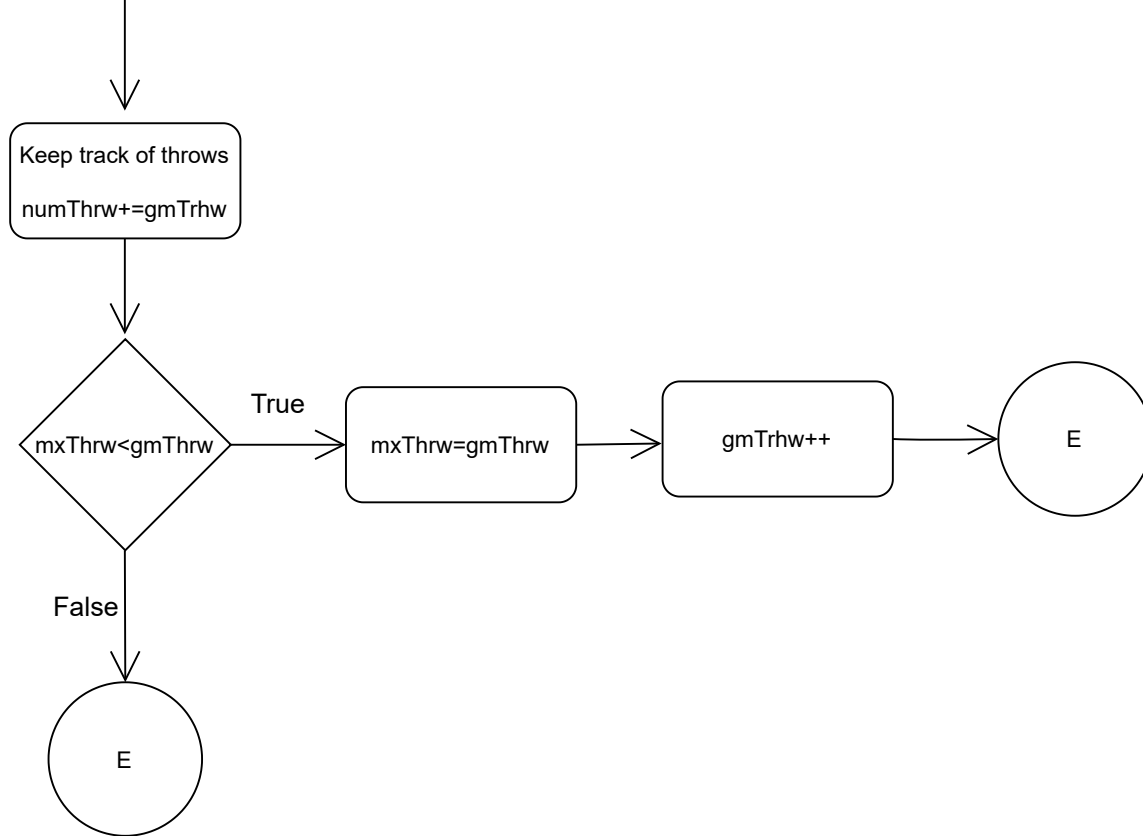 Keep track of throws
numThrw+=gmTrhw
mxThrw<gmThrw
True
mxThrw=gmThrw
gmTrhw++
E
False
E